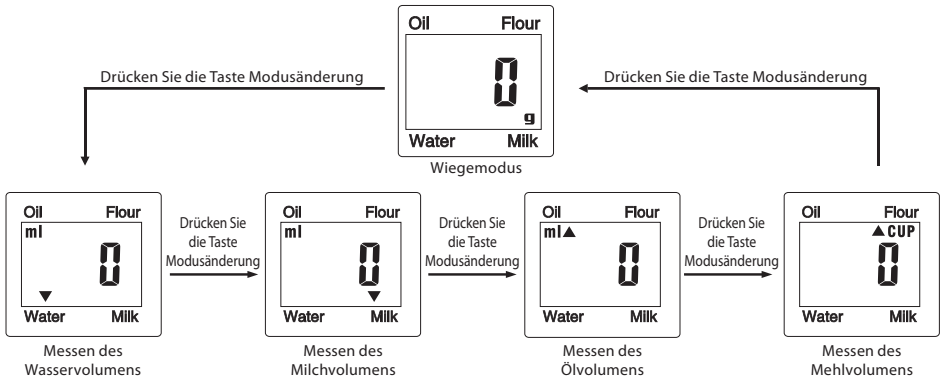 Oil Flour
0
g
Water Milk
Wiegemodus
Drücken Sie die Taste Modusänderung
Drücken Sie die Taste Modusänderung
Oil Flour
ml
0
▼
Water Milk
Messen des
Wasservolumens
Drücken Sie
die Taste
Modusänderung
Oil Flour
ml
0
▼
Water Milk
Messen des
Milchvolumens
Drücken Sie
die Taste
Modusänderung
Oil Flour
ml▲
0
Water Milk
Messen des
Ölvolumens
Drücken Sie
die Taste
Modusänderung
Oil Flour
▲CUP
0
Water Milk
Messen des
Mehlvolumens